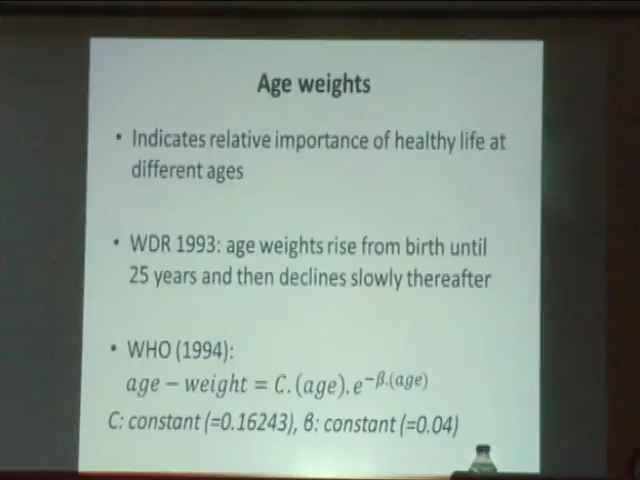 Age weights
• Indicates relative importance of healthy life at
different ages
• WDR 1993: age weights rise from birth until
25 years and then declines slowly thereafter
• WHO (1994):
age − weight = C.(age).e^−β.(age)
C: constant (=0.16243), β: constant (=0.04)